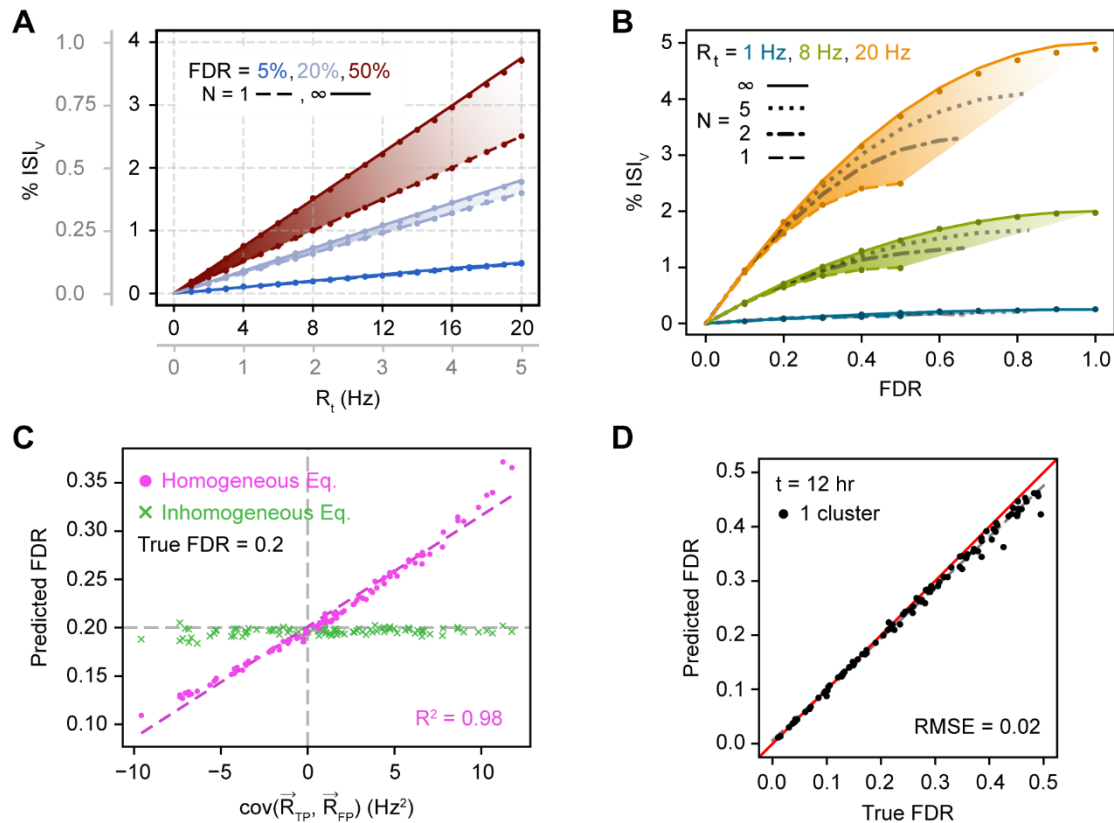 A
1.0
0.75
0.5
0.25
0.0
% ISI_V
4
3
2
1
0
FDR = 5%, 20%, 50%
N = 1 , ∞
0 4 8 12 16 20
0 1 2 3 4 5
R_t (Hz)
B
5
4
3
2
1
0
% ISI_V
R_t = 1 Hz, 8 Hz, 20 Hz
∞
5
N =
2
1
0.0 0.2 0.4 0.6 0.8 1.0
FDR
C
0.35
0.30
0.25
0.20
0.15
0.10
Predicted FDR
Homogeneous Eq.
Inhomogeneous Eq.
True FDR = 0.2
R² = 0.98
−10 −5 0 5 10
cov(R⃗_TP, R⃗_FP) (Hz²)
D
0.5
0.4
0.3
0.2
0.1
0.0
Predicted FDR
t = 12 hr
1 cluster
RMSE = 0.02
0.0 0.1 0.2 0.3 0.4 0.5
True FDR